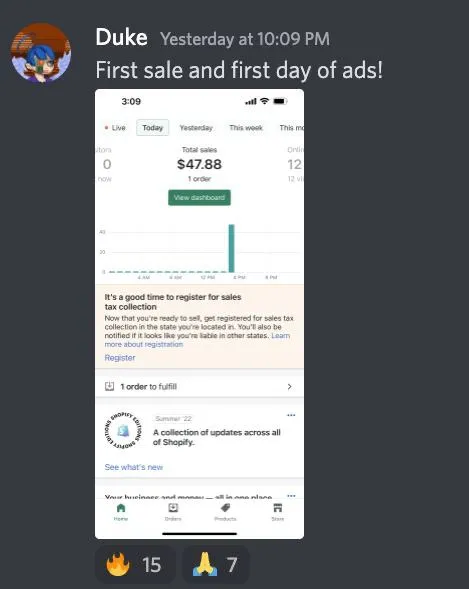 Duke Yesterday at 10:09 PM
First sale and first day of ads!
3:09
Live Today Yesterday This week This mo
itors Total sales Onlin
0 $47.88 12
now 1 order 12 vi
View dashboard
40
20
0
4 AM 8 AM 12 PM 4 PM 8 PM
It's a good time to register for sales
tax collection
Now that you're ready to sell, get registered for sales tax
collection in the state you're located in. You'll also be
notified if it looks like you're liable in other states. Learn
more about registration
Register
1 order to fulfill
SHOPIFY EDITIONS SHOPIFY EDITIONS
Summer '22
A collection of updates across all
of Shopify.
See what's new
Your business and money — all in one place
Home Orders Products Store
15 7